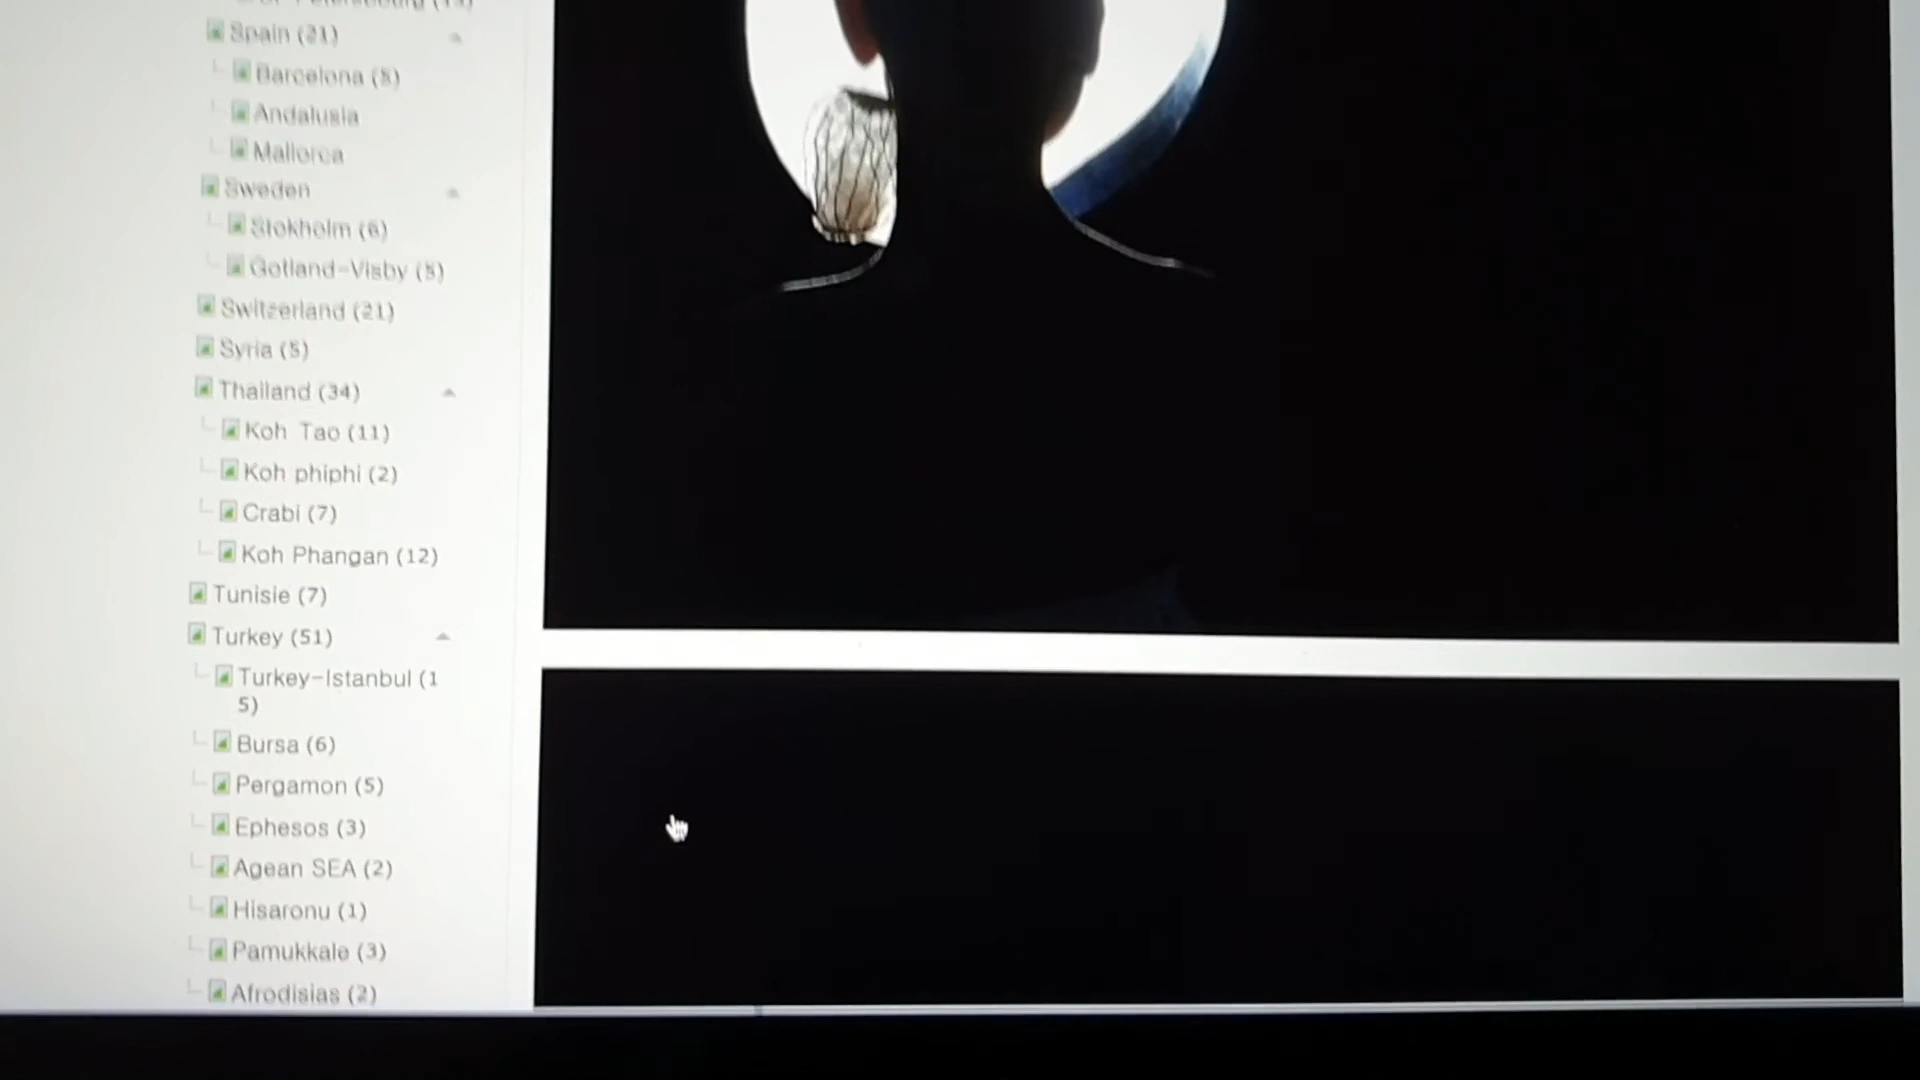 Spain (21)
Barcelona (5)
Andalusia
Mallorca
Sweden
Stokholm (6)
Gotland-Visby (5)
Switzerland (21)
Syria (5)
Thailand (34)
Koh Tao (11)
Koh phiphi (2)
Crabi (7)
Koh Phangan (12)
Tunisie (7)
Turkey (51)
Turkey-Istanbul (1
5)
Bursa (6)
Pergamon (5)
Ephesos (3)
Agean SEA (2)
Hisaronu (1)
Pamukkale (3)
Afrodisias (2)